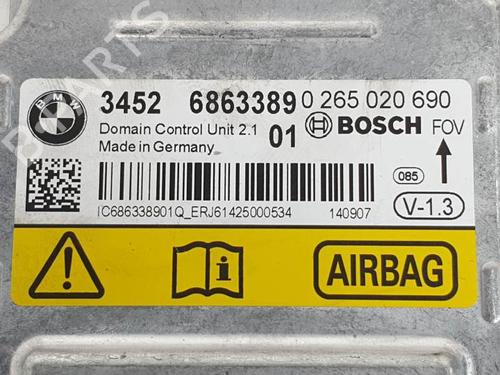 BMW
3452 6863389 0 265 020 690
Domain Control Unit 2.1 01 BOSCH FOV
Made in Germany
085
V-1.3
IC686338901Q_ERJ61425000534 140907
i
AIRBAG